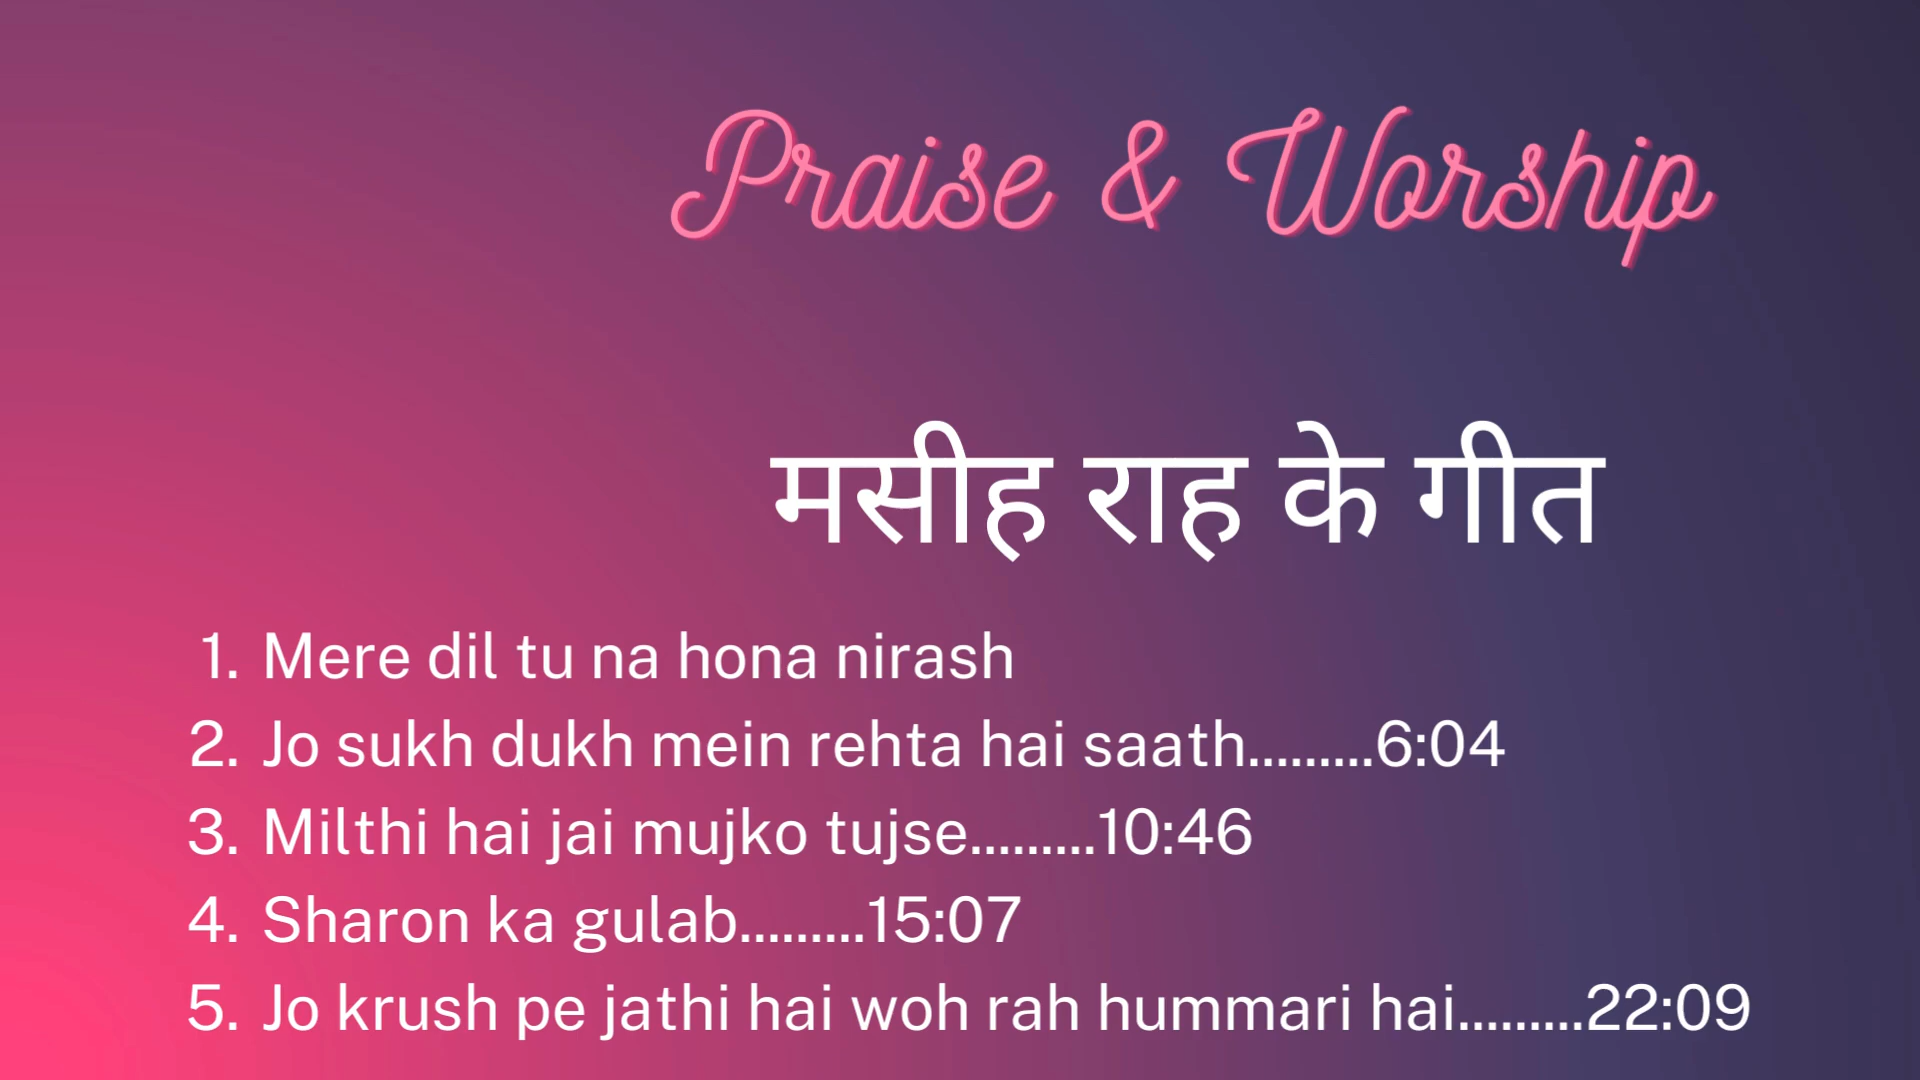 Praise & Worship
मसीह राह के गीत
1. Mere dil tu na hona nirash
2. Jo sukh dukh mein rehta hai saath.........6:04
3. Milthi hai jai mujko tujse.........10:46
4. Sharon ka gulab.........15:07
5. Jo krush pe jathi hai woh rah hummari hai.........22:09